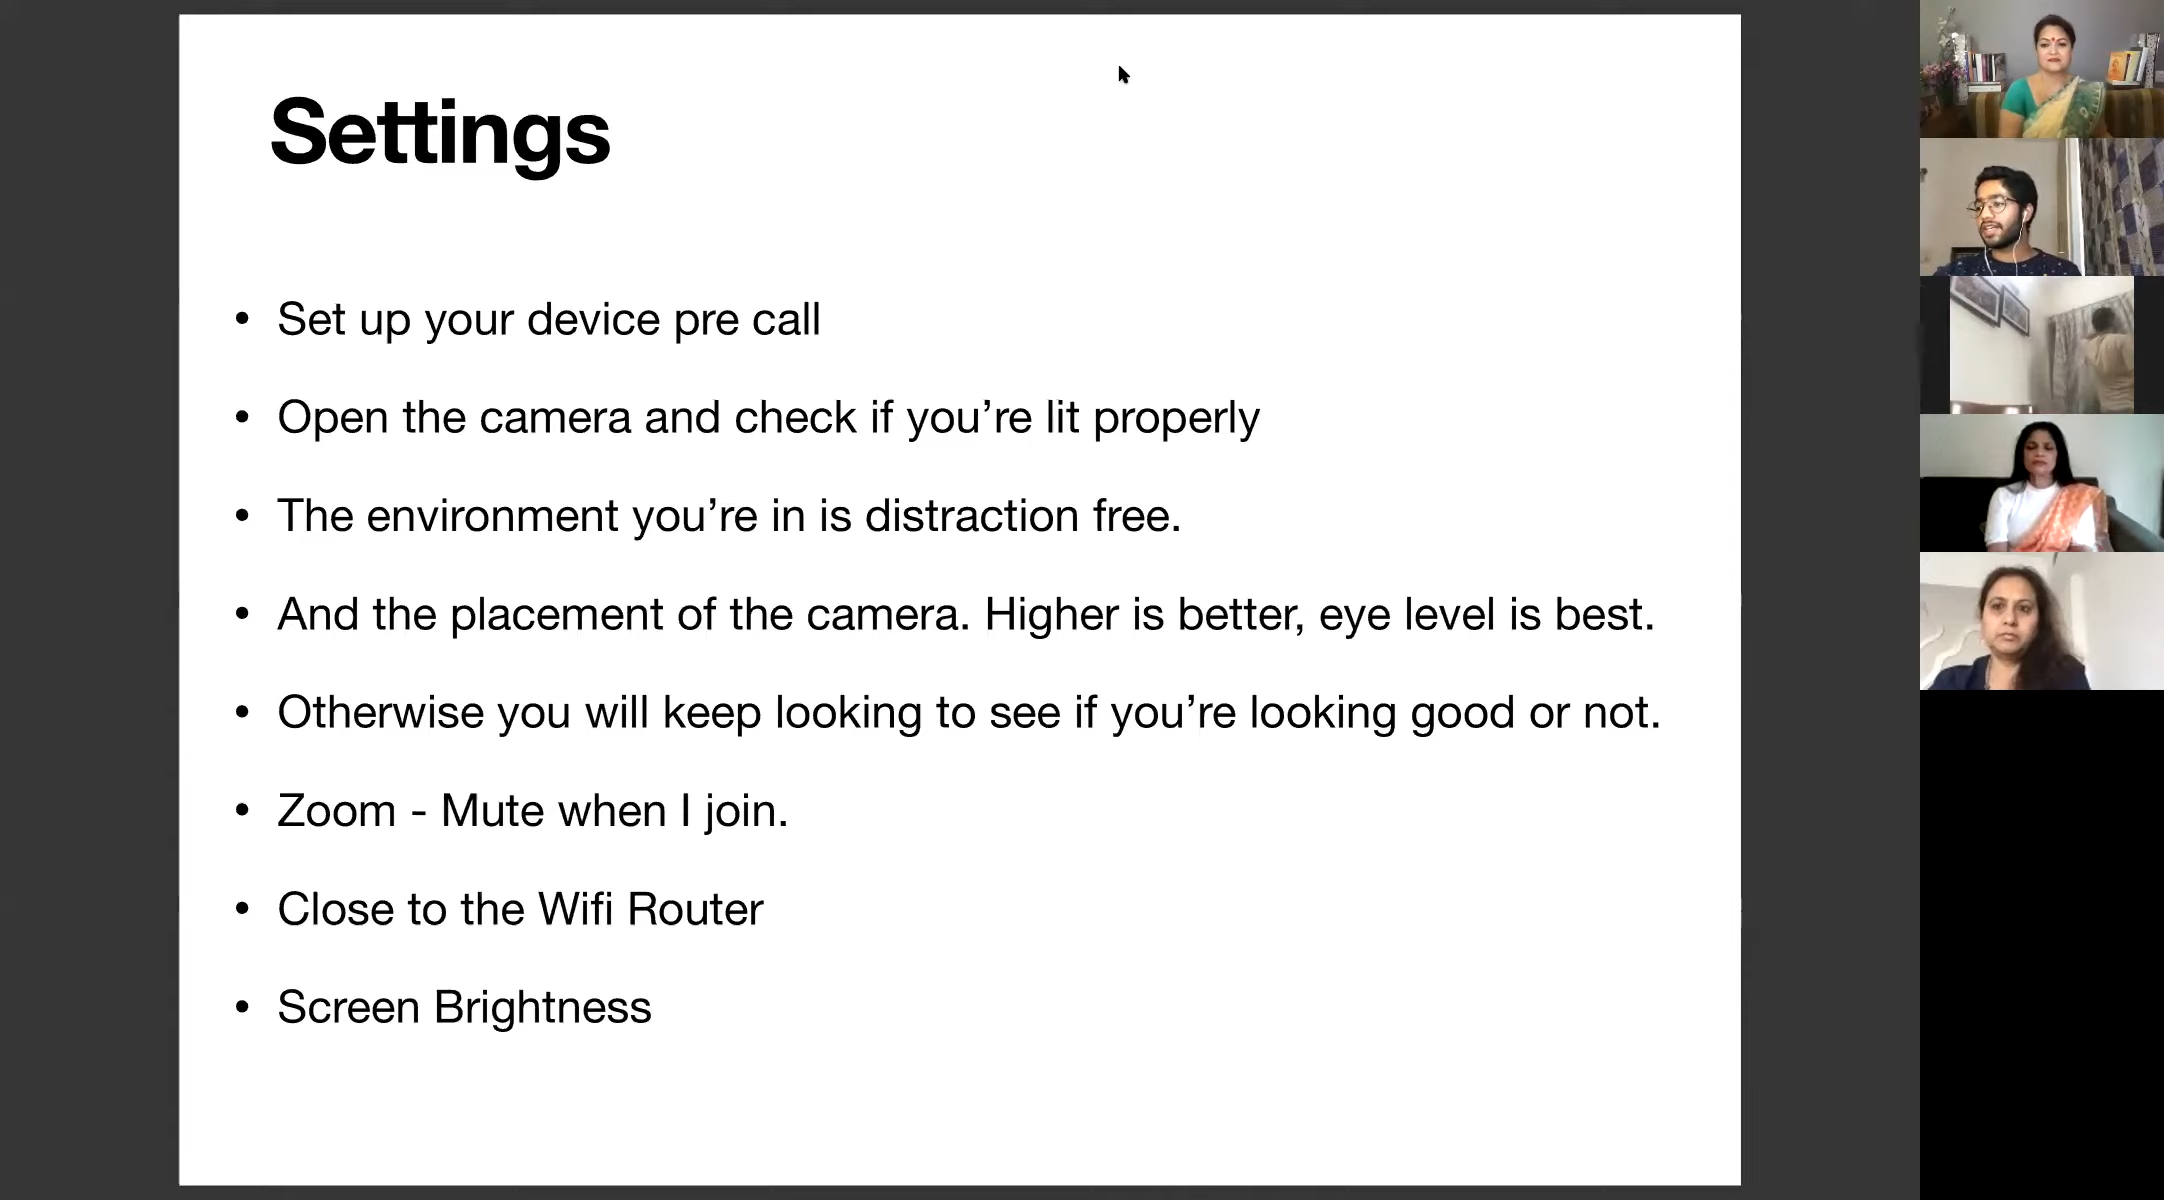 Settings
• Set up your device pre call
• Open the camera and check if you’re lit properly
• The environment you’re in is distraction free.
• And the placement of the camera. Higher is better, eye level is best.
• Otherwise you will keep looking to see if you’re looking good or not.
• Zoom - Mute when I join.
• Close to the Wifi Router
• Screen Brightness